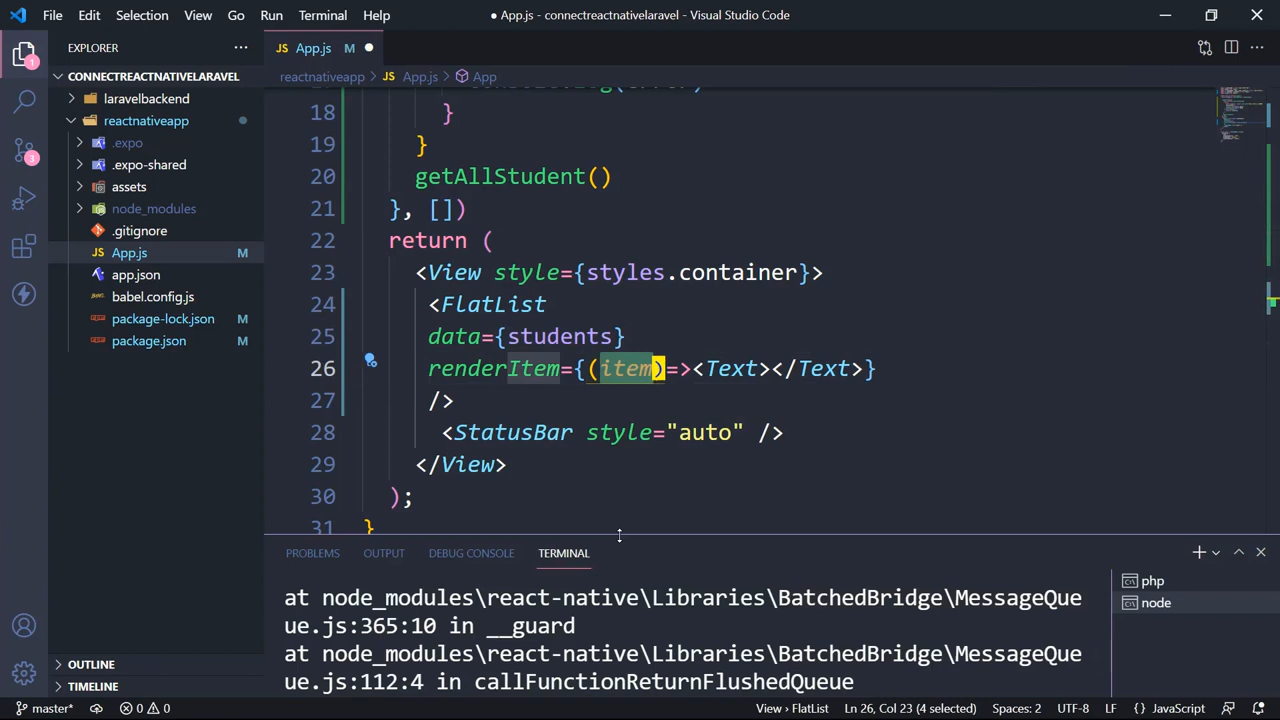 File Edit Selection View Go Run Terminal Help
● App.js - connectreactnativelaravel - Visual Studio Code
EXPLORER
JS App.js M
CONNECTREACTNATIVELARAVEL
reactnativeapp > JS App.js > App
laravelbackend
reactnativeapp
.expo
.expo-shared
assets
node_modules
.gitignore
JS App.js M
app.json
babel.config.js
package-lock.json M
package.json M
OUTLINE
TIMELINE
1
3
18 }
19 }
20 getAllStudent()
21 }, [])
22 return (
23 <View style={styles.container}>
24 <FlatList
25 data={students}
26 renderItem={(item)=><Text></Text>}
27 />
28 <StatusBar style="auto" />
29 </View>
30 );
31 }
PROBLEMS OUTPUT DEBUG CONSOLE TERMINAL
at node_modules\react-native\Libraries\BatchedBridge\MessageQue
ue.js:365:10 in __guard
at node_modules\react-native\Libraries\BatchedBridge\MessageQue
ue.js:112:4 in callFunctionReturnFlushedQueue
php
node
master* 0 0 View > FlatList Ln 26, Col 23 (4 selected) Spaces: 2 UTF-8 LF {} JavaScript